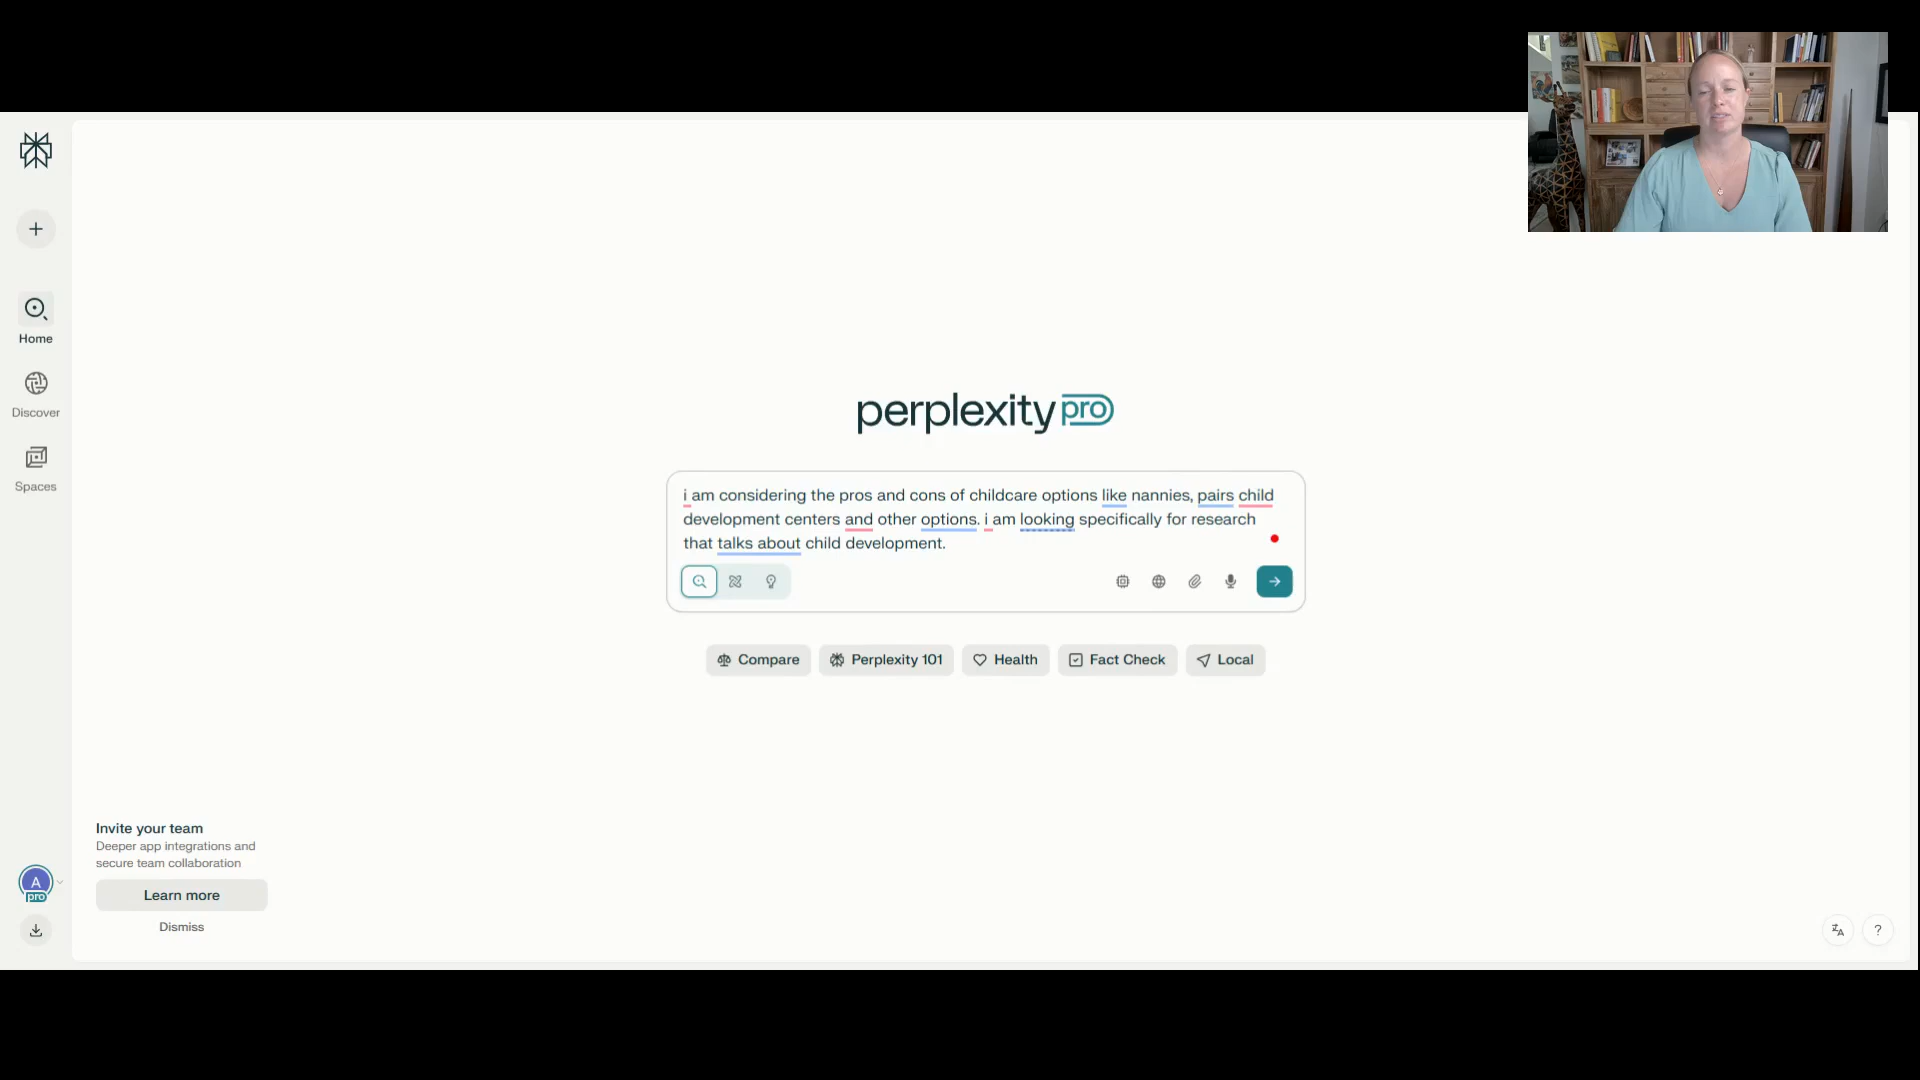 perplexity pro
i am considering the pros and cons of childcare options like nannies, pairs child
development centers and other options. i am looking specifically for research
that talks about child development.
Compare
Perplexity 101
Health
Fact Check
Local
Home
Discover
Spaces
Invite your team
Deeper app integrations and
secure team collaboration
Learn more
Dismiss
A
pro
?